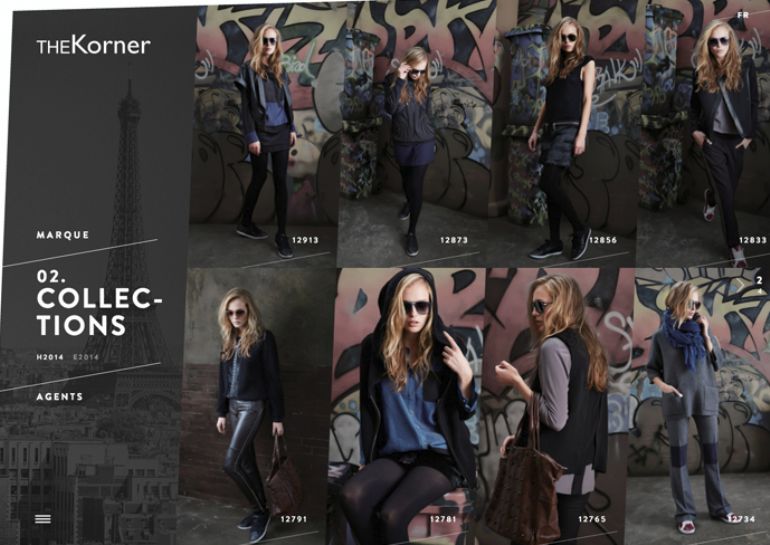 THEKorner
MARQUE
02.
COLLEC-
TIONS
H2014 E2014
AGENTS
FR
12913
12873
12856
12833
2
12791
12781
12765
12734